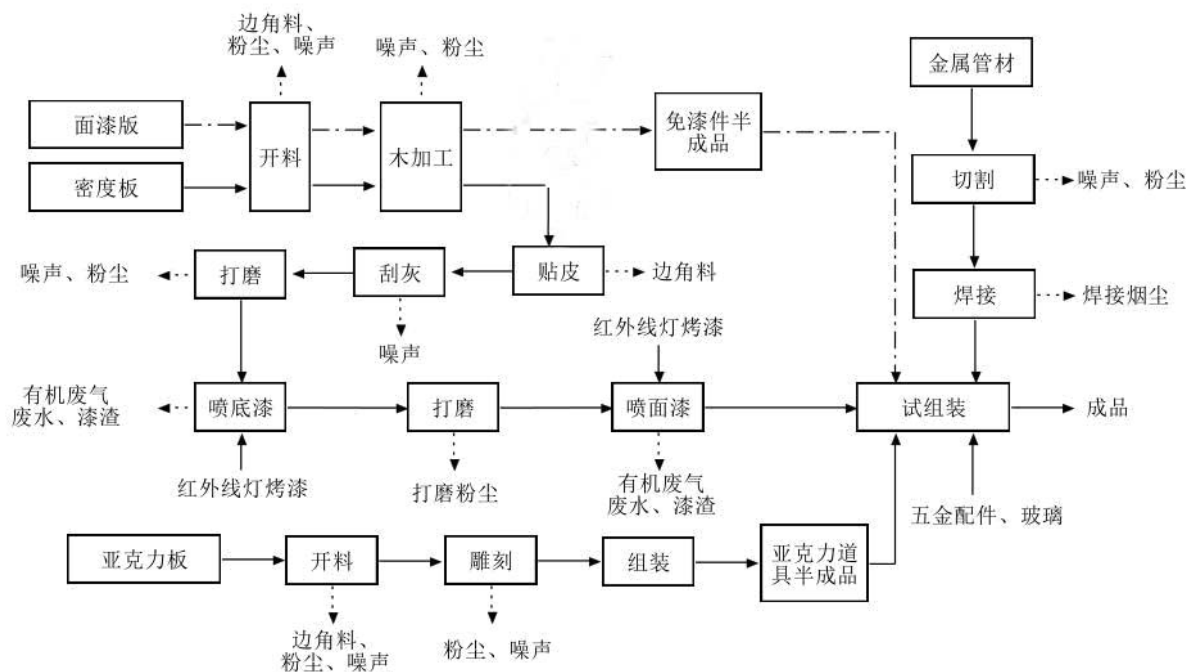 边角料、
粉尘、噪声
噪声、粉尘
金属管材
面漆版
开料
木加工
免漆件半
成品
密度板
切割
噪声、粉尘
噪声、粉尘
打磨
刮灰
贴皮
边角料
焊接
焊接烟尘
噪声
红外线灯烤漆
有机废气
废水、漆渣
喷底漆
打磨
喷面漆
试组装
成品
红外线灯烤漆
打磨粉尘
有机废气
废水、漆渣
五金配件、玻璃
亚克力板
开料
雕刻
组装
亚克力道
具半成品
边角料、
粉尘、噪声
粉尘、噪声